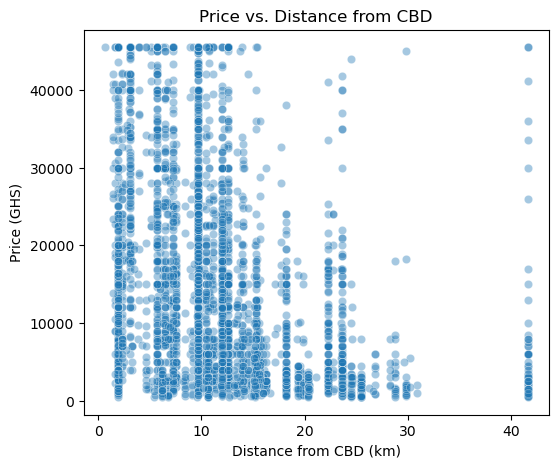 Price vs. Distance from CBD
Price (GHS)
40000
30000
20000
10000
0
0 10 20 30 40
Distance from CBD (km)